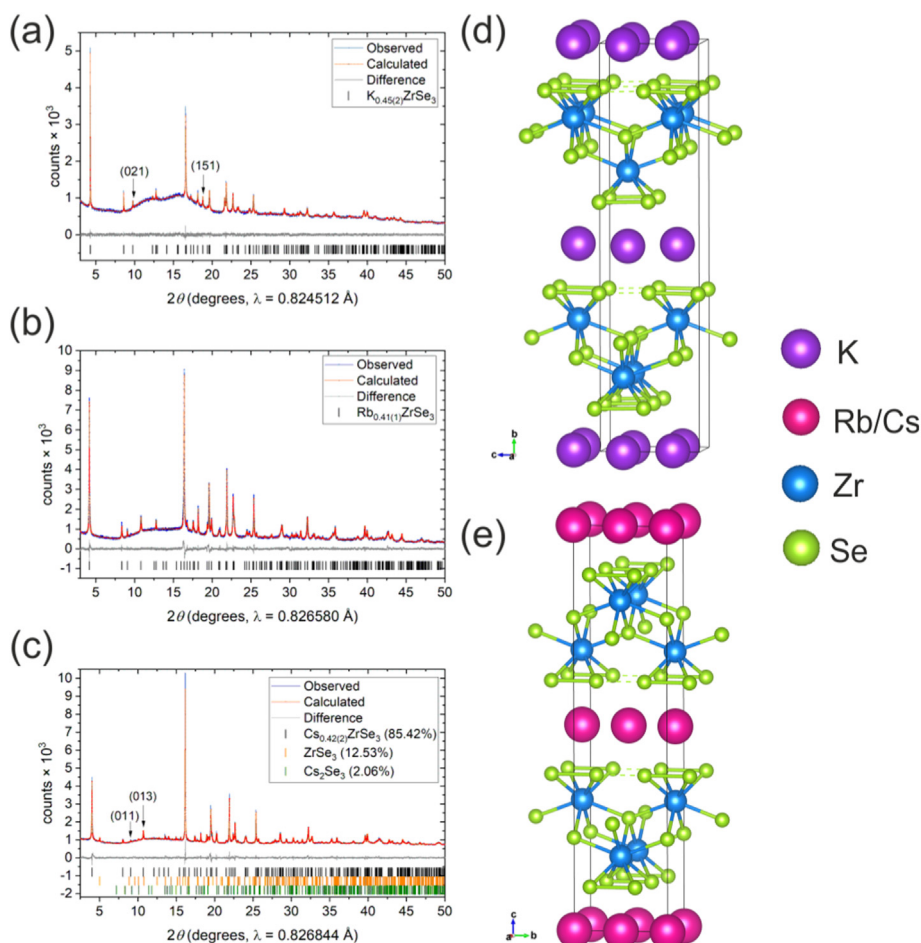 (a)
counts × 10³
5
4
3
2
1
0
Observed
Calculated
Difference
K0.45(2)ZrSe3
(021)
(151)
5 10 15 20 25 30 35 40 45 50
2θ (degrees, λ = 0.824512 Å)
(b)
counts × 10³
10
9
8
7
6
5
4
3
2
1
0
-1
Observed
Calculated
Difference
Rb0.41(1)ZrSe3
5 10 15 20 25 30 35 40 45 50
2θ (degrees, λ = 0.826580 Å)
(c)
counts × 10³
10
9
8
7
6
5
4
3
2
1
0
-1
-2
Observed
Calculated
Difference
Cs0.42(2)ZrSe3 (85.42%)
ZrSe3 (12.53%)
Cs2Se3 (2.06%)
(011)
(013)
5 10 15 20 25 30 35 40 45 50
2θ (degrees, λ = 0.826844 Å)
(d)
b
c a
K
Rb/Cs
Zr
Se
(e)
c
a b